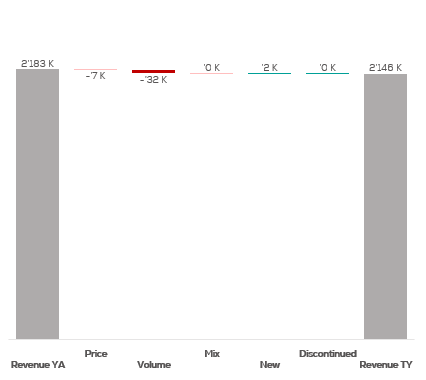 2'183 K
-'7 K
-'32 K
'0 K
'2 K
'0 K
2'146 K
Price
Mix
Discontinued
Revenue YA
Volume
New
Revenue TY